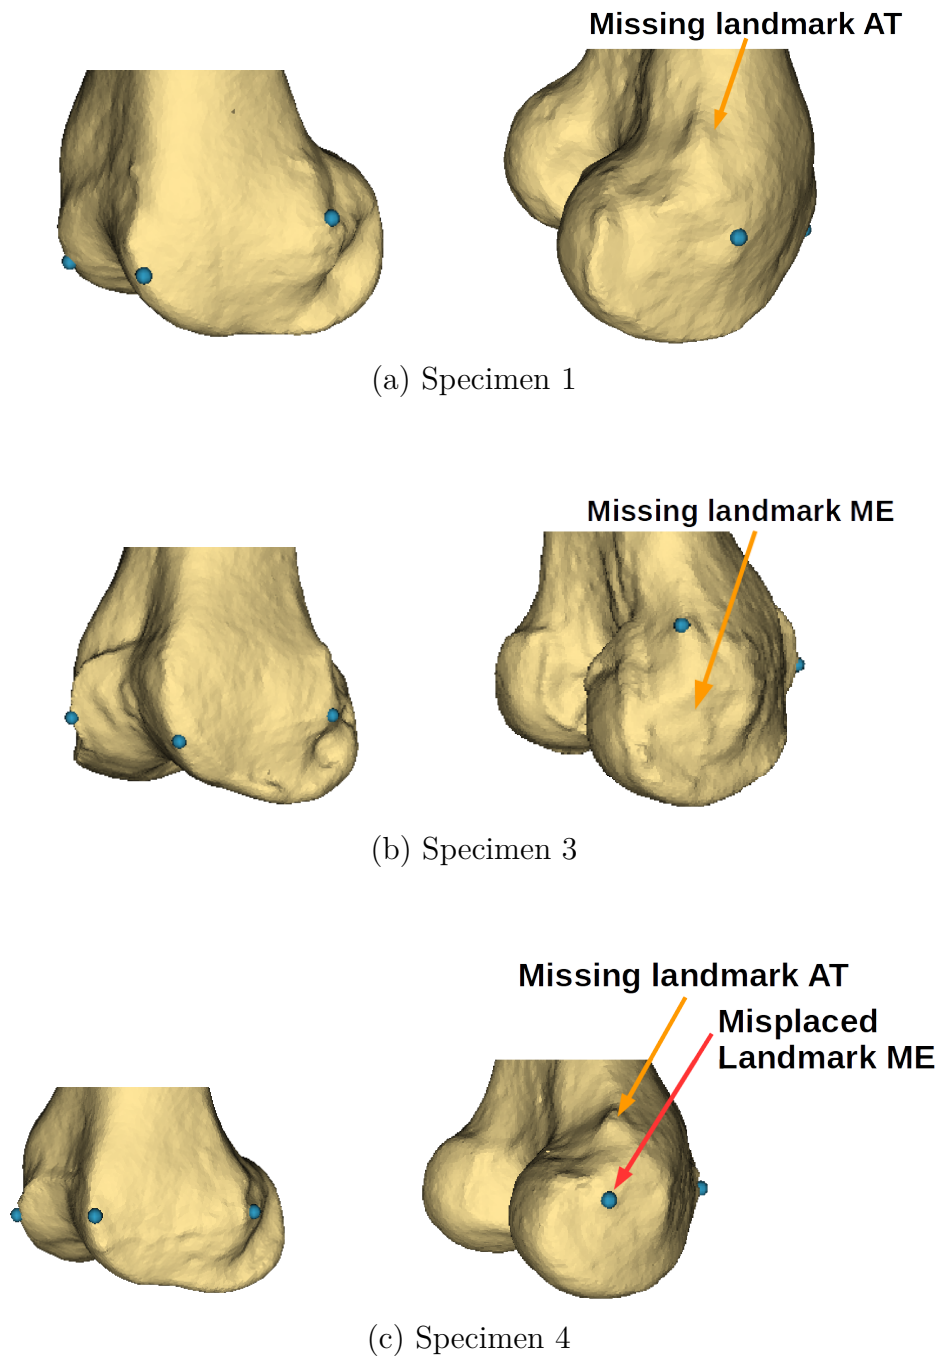 Missing landmark AT
(a) Specimen 1
Missing landmark ME
(b) Specimen 3
Missing landmark AT
Misplaced
Landmark ME
(c) Specimen 4